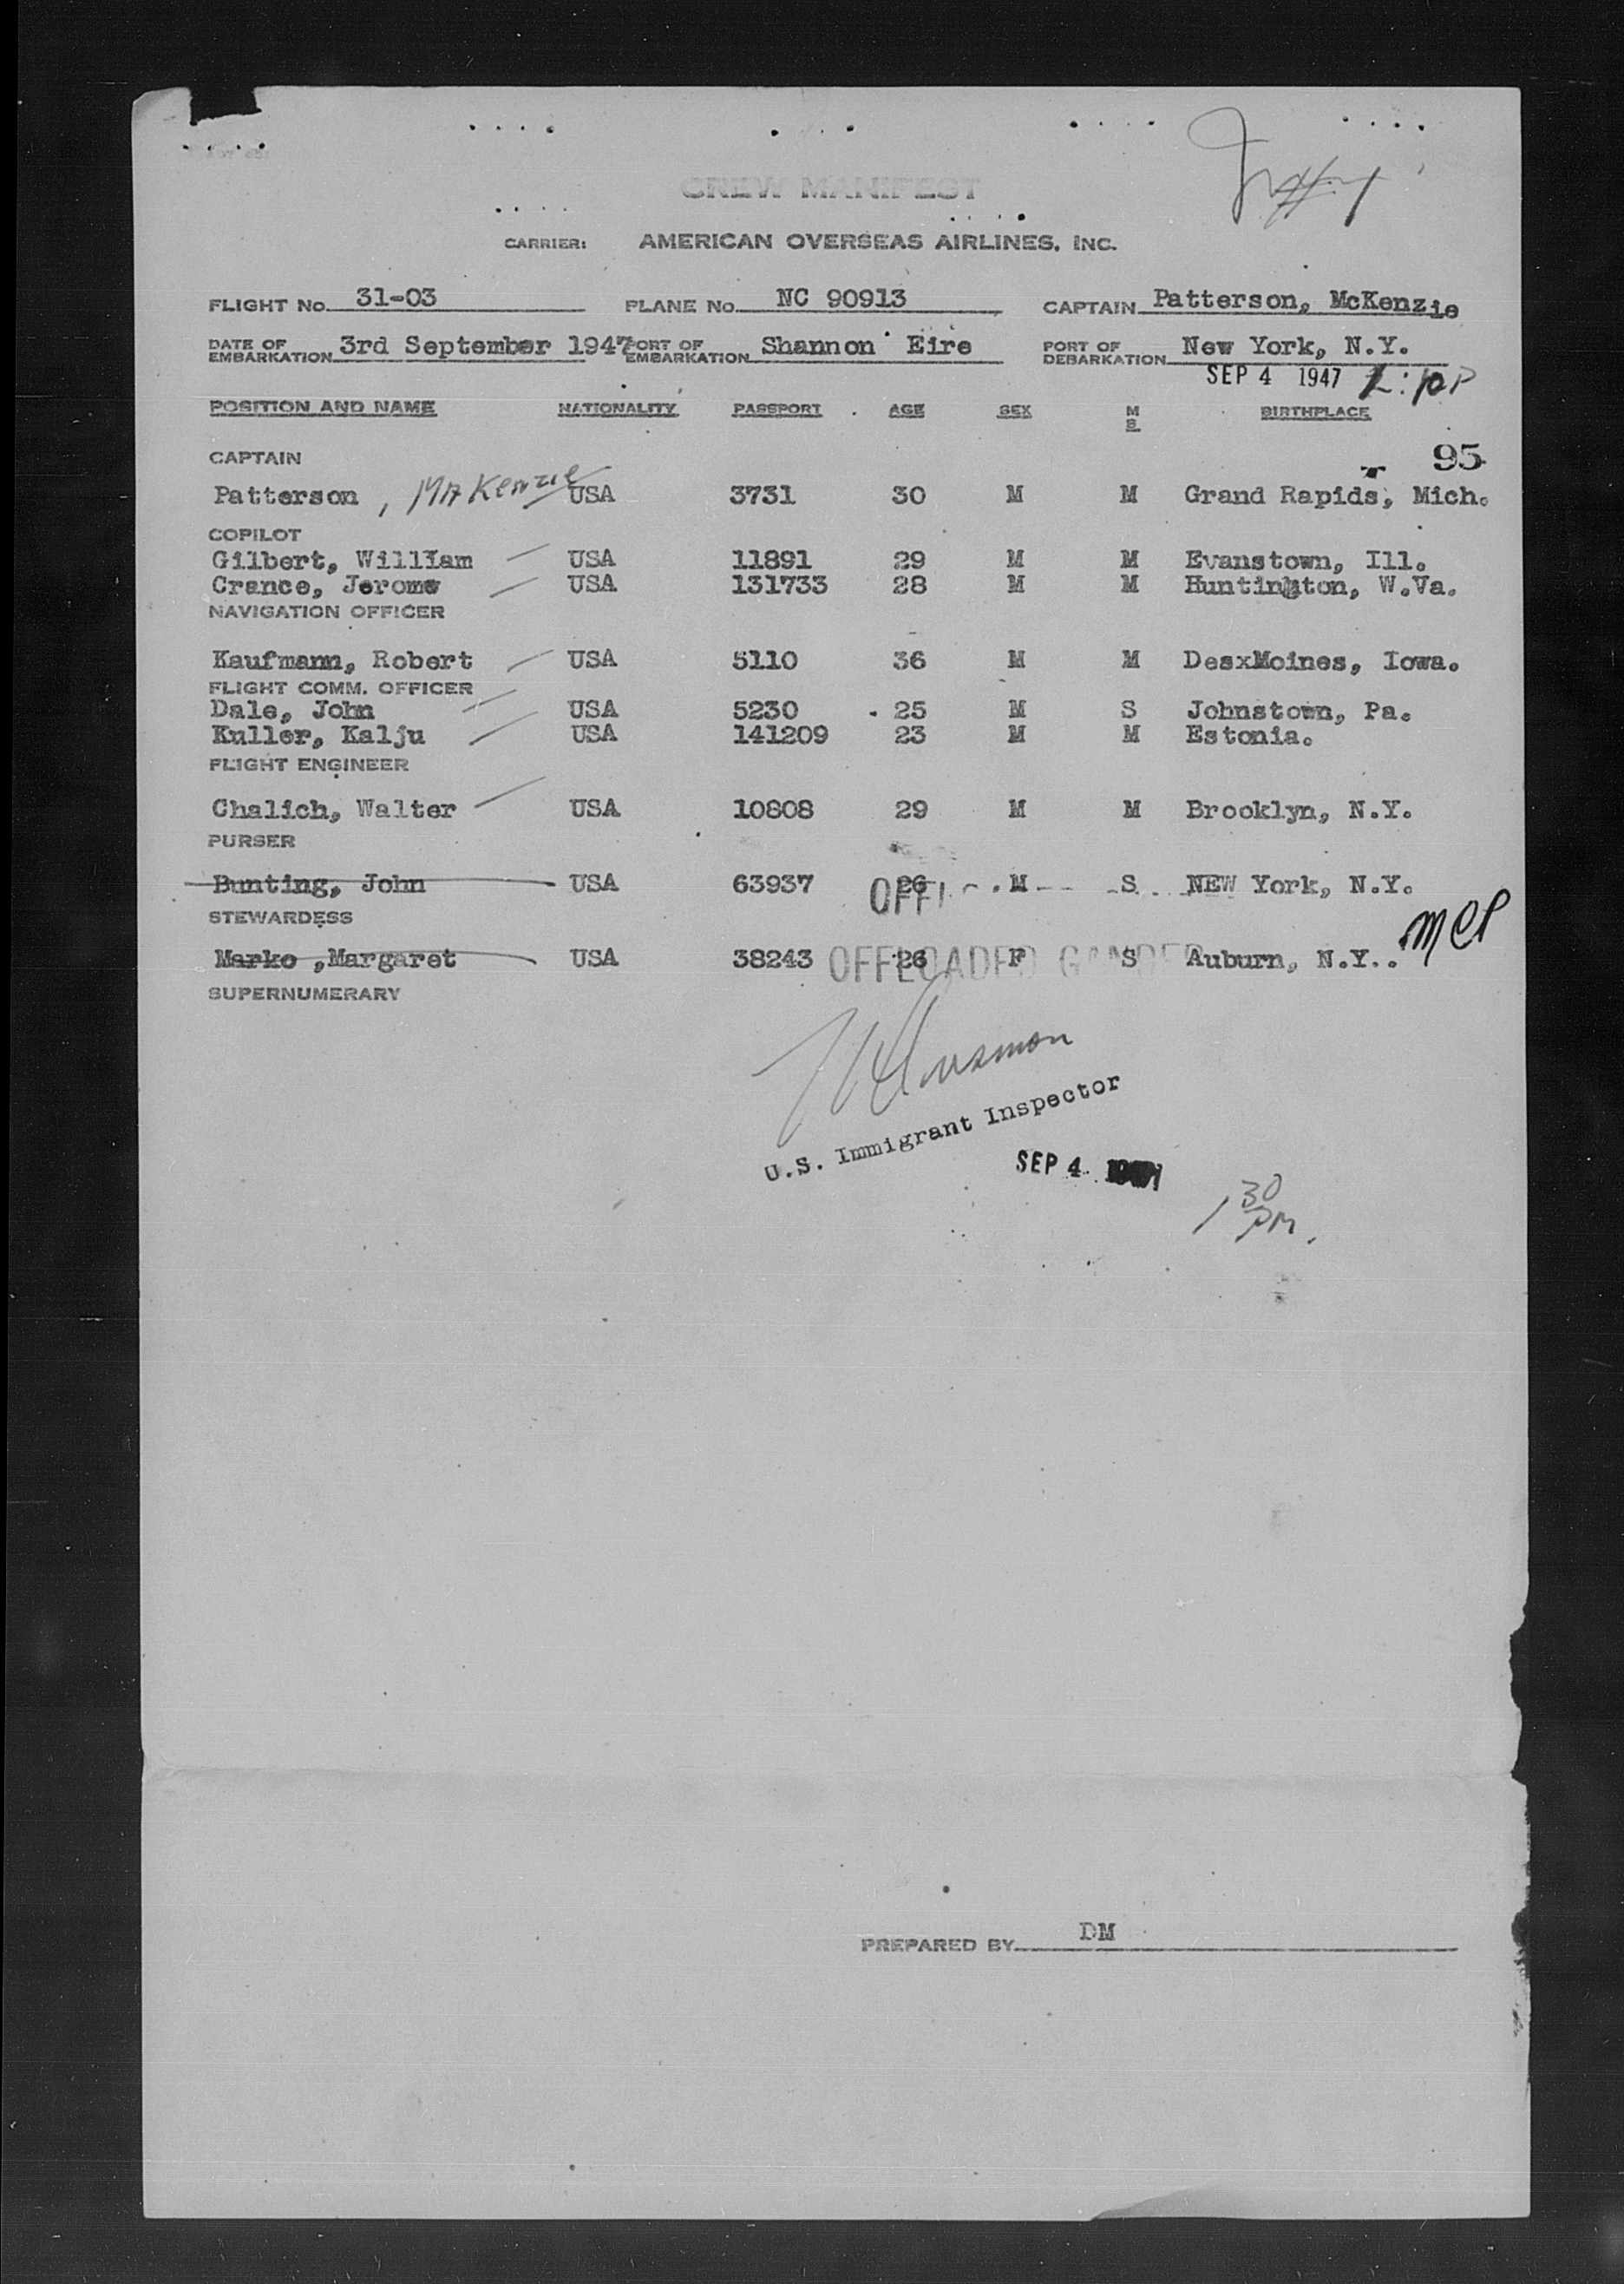 CREW MANIFEST
CARRIER: AMERICAN OVERSEAS AIRLINES, INC.
FLIGHT No. 31-03 PLANE No. NC 90913 CAPTAIN Patterson, McKenzie
DATE OF EMBARKATION 3rd September 1947 PORT OF EMBARKATION Shannon Eire PORT OF DEBARKATION New York, N.Y.
SEP 4 1947
POSITION AND NAME NATIONALITY PASSPORT AGE SEX M S BIRTHPLACE
95
CAPTAIN
Patterson , McKenzie USA 3731 30 M M Grand Rapids, Mich.
COPILOT
Gilbert, William USA 11891 29 M M Evanstown, Ill.
Crance, Jerome USA 131733 28 M M Huntington, W.Va.
NAVIGATION OFFICER
Kaufmann, Robert USA 5110 36 M M DesxMoines, Iowa.
FLIGHT COMM. OFFICER
Dale, John USA 5230 25 M S Johnstown, Pa.
Kuller, Kalju USA 141209 23 M M Estonia.
FLIGHT ENGINEER
Chalich, Walter USA 10808 29 M M Brooklyn, N.Y.
PURSER
Bunting, John USA 63937 26 M S NEW York, N.Y.
STEWARDESS
Marko ,Margaret USA 38243 26 F S Auburn, N.Y..
OFFLOADED GANDER
SUPERNUMERARY
U.S. Immigrant Inspector
SEP 4
1 30 PM.
PREPARED BY DM